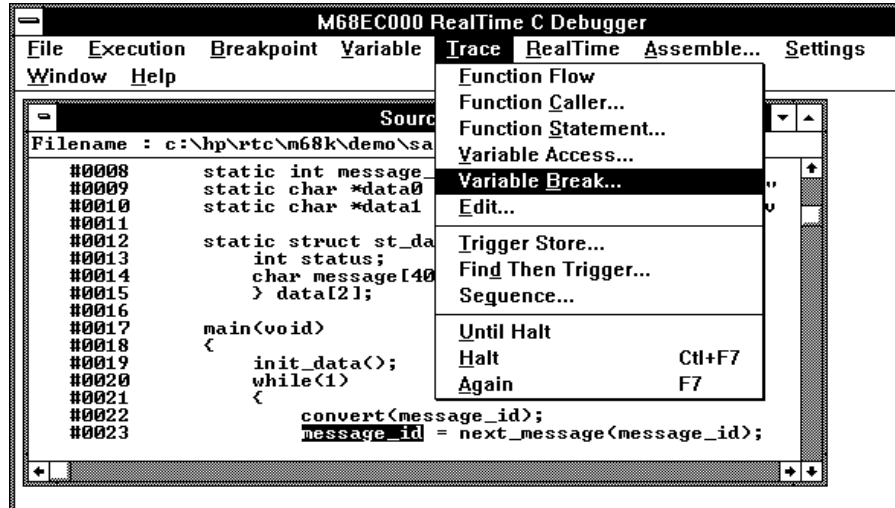 M68EC000 RealTime C Debugger
File Execution Breakpoint Variable Trace RealTime Assemble... Settings
Window Help
Function Flow
Function Caller...
Function Statement...
Variable Access...
Variable Break...
Edit...
Trigger Store...
Find Then Trigger...
Sequence...
Until Halt
Halt Ctl+F7
Again F7
Sourc
Filename : c:\hp\rtc\m68k\demo\sa
#0008 static int message_
#0009 static char *data0 "
#0010 static char *data1 v
#0011
#0012 static struct st_da
#0013 int status;
#0014 char message[40
#0015 } data[2];
#0016
#0017 main(void)
#0018 {
#0019 init_data();
#0020 while(1)
#0021 {
#0022 convert(message_id);
#0023 message_id = next_message(message_id);